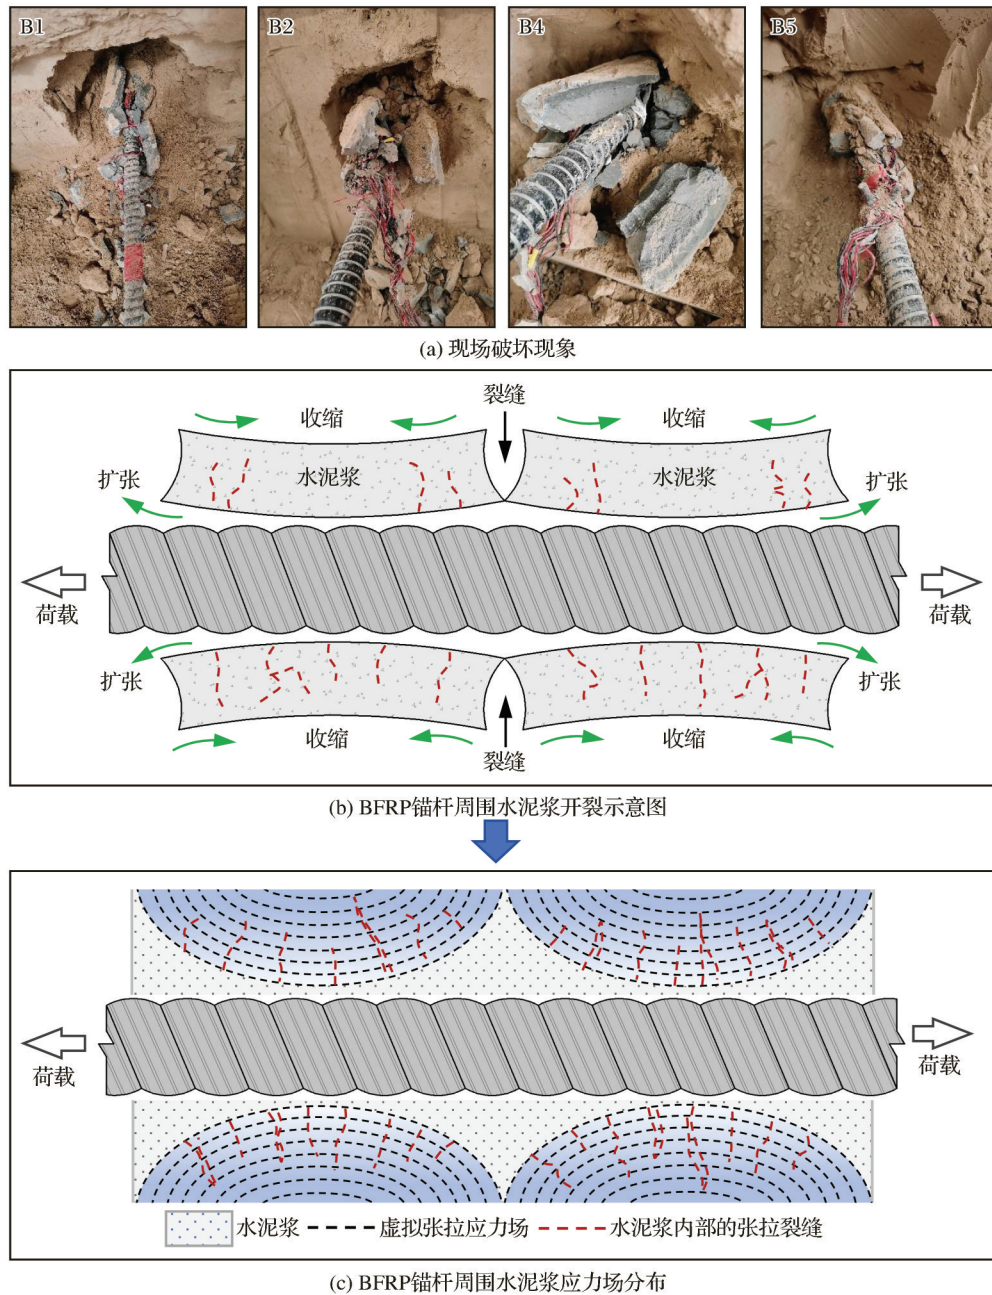 B1
B2
B4
B5
(a) 现场破坏现象
裂缝
收缩
收缩
扩张
水泥浆
水泥浆
扩张
荷载
荷载
扩张
扩张
收缩
收缩
裂缝
(b) BFRP锚杆周围水泥浆开裂示意图
荷载
荷载
水泥浆
虚拟张拉应力场
水泥浆内部的张拉裂缝
(c) BFRP锚杆周围水泥浆应力场分布